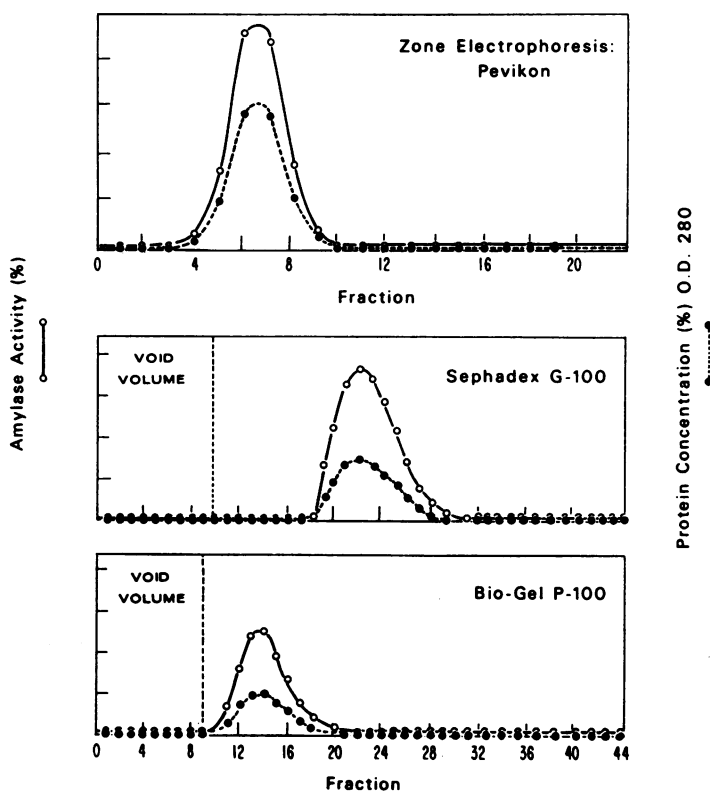 Zone Electrophoresis:
Pevikon
0 4 8 12 16 20
Fraction
Amylase Activity (%)
Protein Concentration (%) O.D. 280
VOID
VOLUME
Sephadex G-100
VOID
VOLUME
Bio-Gel P-100
0 4 8 12 16 20 24 28 32 36 40 44
Fraction